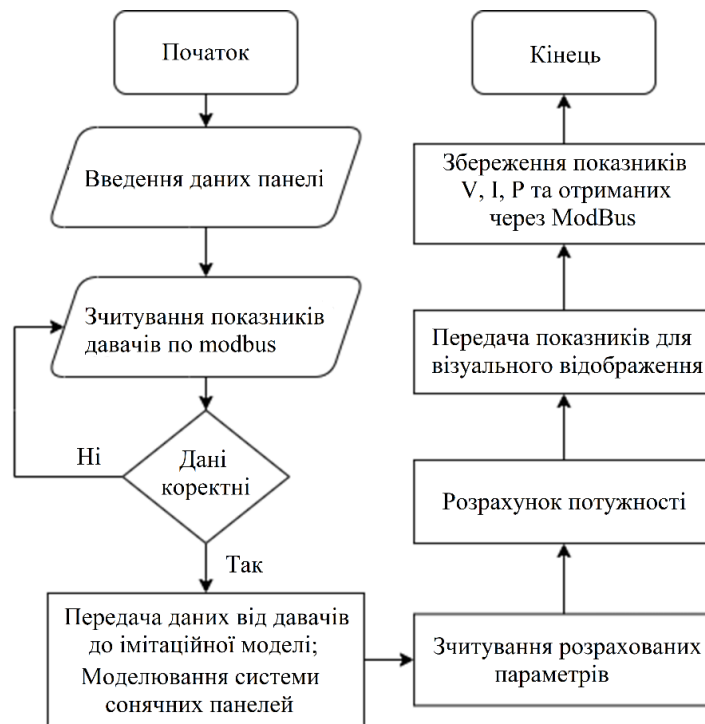 Початок
Введення даних панелі
Зчитування показників
давачів по modbus
Ні
Дані
коректні
Так
Передача даних від давачів
до імітаційної моделі;
Моделювання системи
сонячних панелей
Зчитування розрахованих
параметрів
Розрахунок потужності
Передача показників для
візуального відображення
Збереження показників
V, I, P та отриманих
через ModBus
Кінець